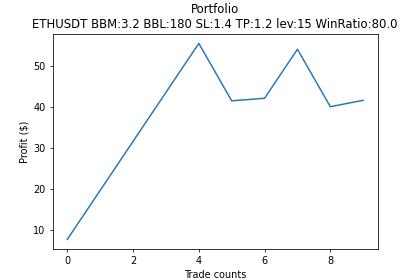 Portfolio
ETHUSDT BBM:3.2 BBL:180 SL:1.4 TP:1.2 lev:15 WinRatio:80.0
50
40
30
20
10
Profit ($)
0 2 4 6 8
Trade counts